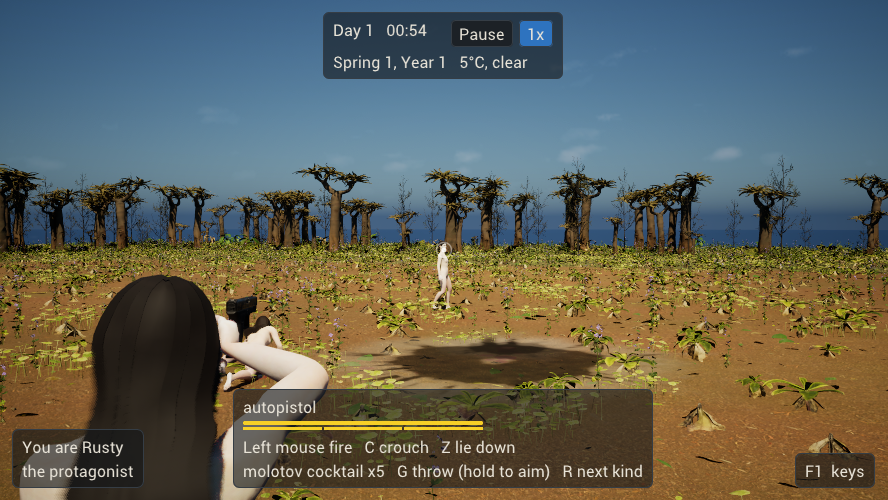 Day 1 00:54 Pause 1x
Spring 1, Year 1 5°C, clear
autopistol
Left mouse fire C crouch Z lie down
molotov cocktail x5 G throw (hold to aim) R next kind
You are Rusty
the protagonist
F1 keys